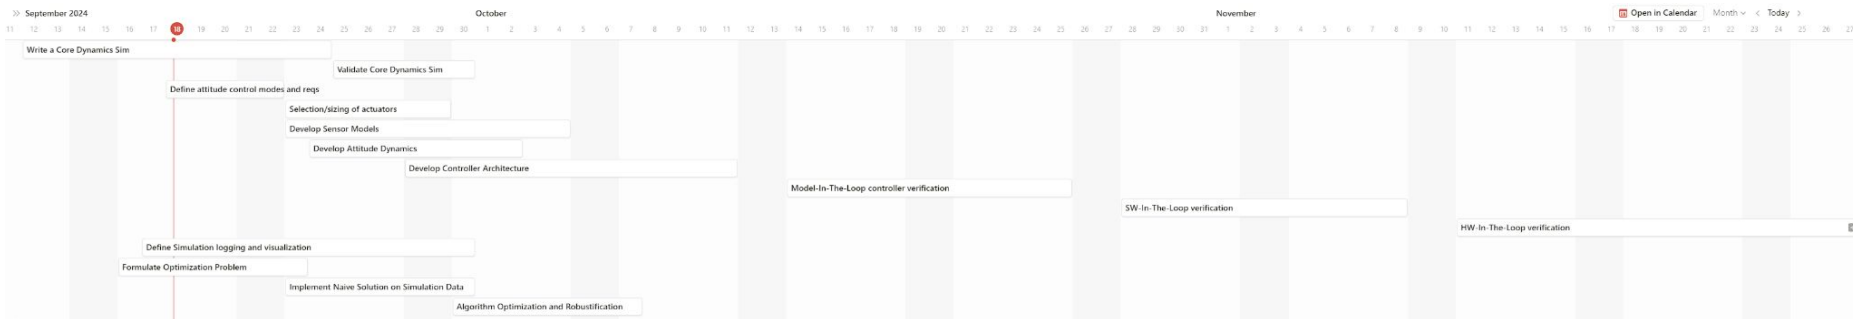 September 2024 October November Open in Calendar Month Today
11 12 13 14 15 16 17 18 19 20 21 22 23 24 25 26 27 28 29 30 1 2 3 4 5 6 7 8 9 10 11 12 13 14 15 16 17 18 19 20 21 22 23 24 25 26 27 28 29 30 31 1 2 3 4 5 6 7 8 9 10 11 12 13 14 15 16 17 18 19 20 21 22 23 24 25 26 27
Write a Core Dynamics Sim
Validate Core Dynamics Sim
Define attitude control modes and reqs
Selection/sizing of actuators
Develop Sensor Models
Develop Attitude Dynamics
Develop Controller Architecture
Model-In-The-Loop controller verification
SW-In-The-Loop verification
HW-In-The-Loop verification
Define Simulation logging and visualization
Formulate Optimization Problem
Implement Naive Solution on Simulation Data
Algorithm Optimization and Robustification